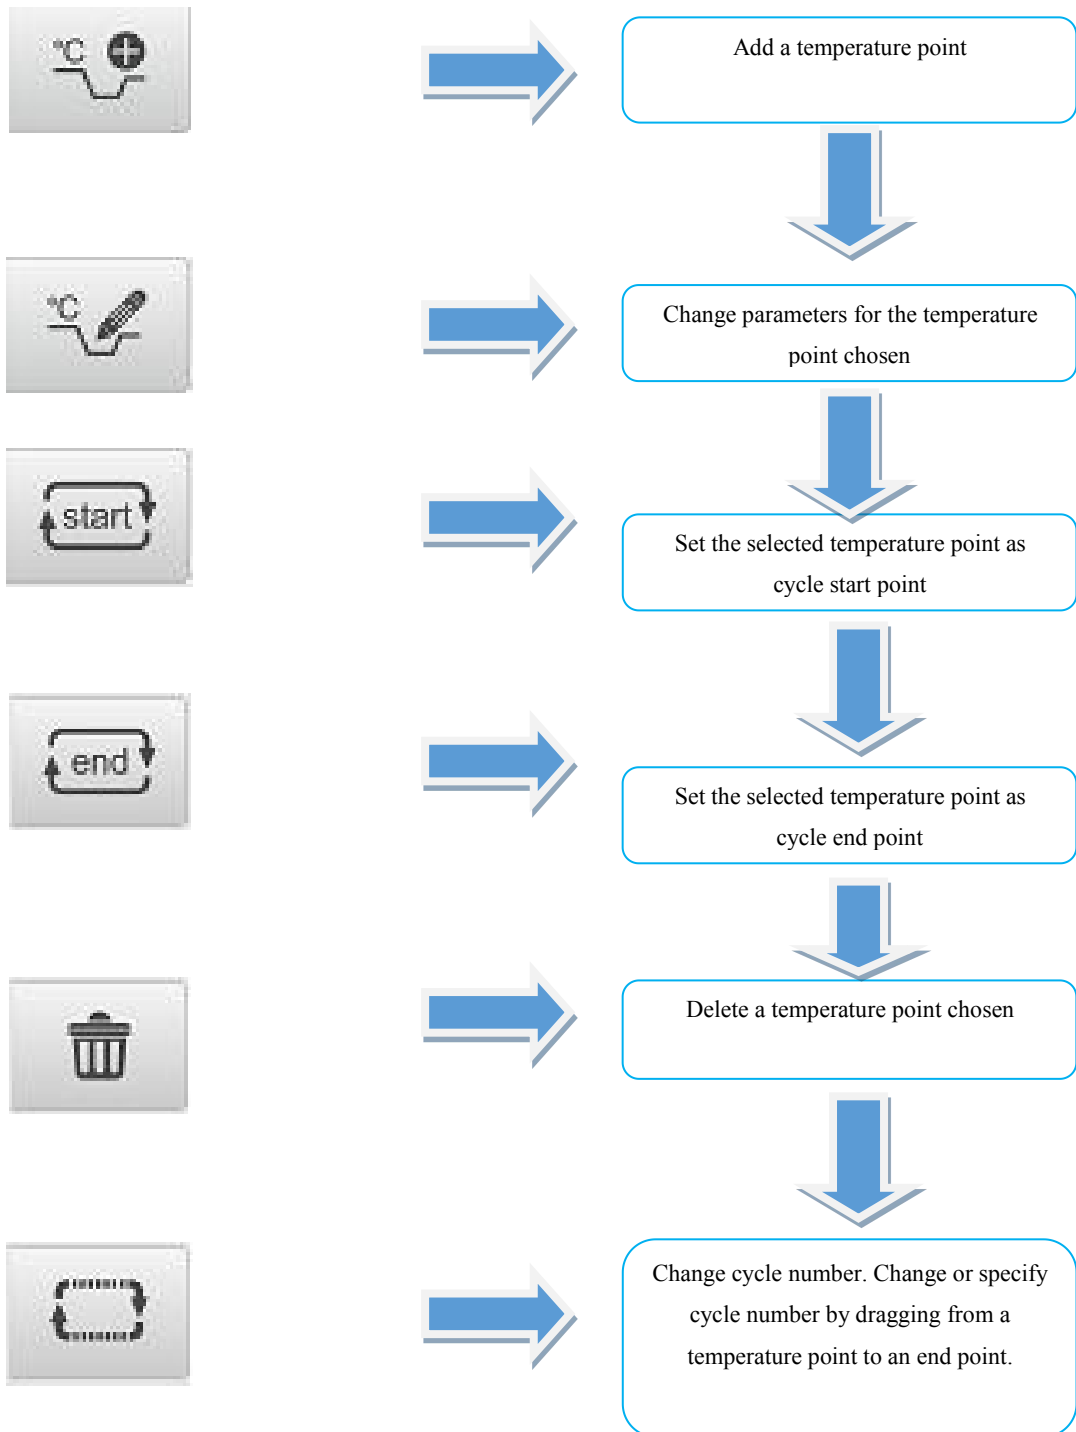 °C
Add a temperature point
°C
Change parameters for the temperature
point chosen
start
Set the selected temperature point as
cycle start point
end
Set the selected temperature point as
cycle end point
Delete a temperature point chosen
Change cycle number. Change or specify
cycle number by dragging from a
temperature point to an end point.